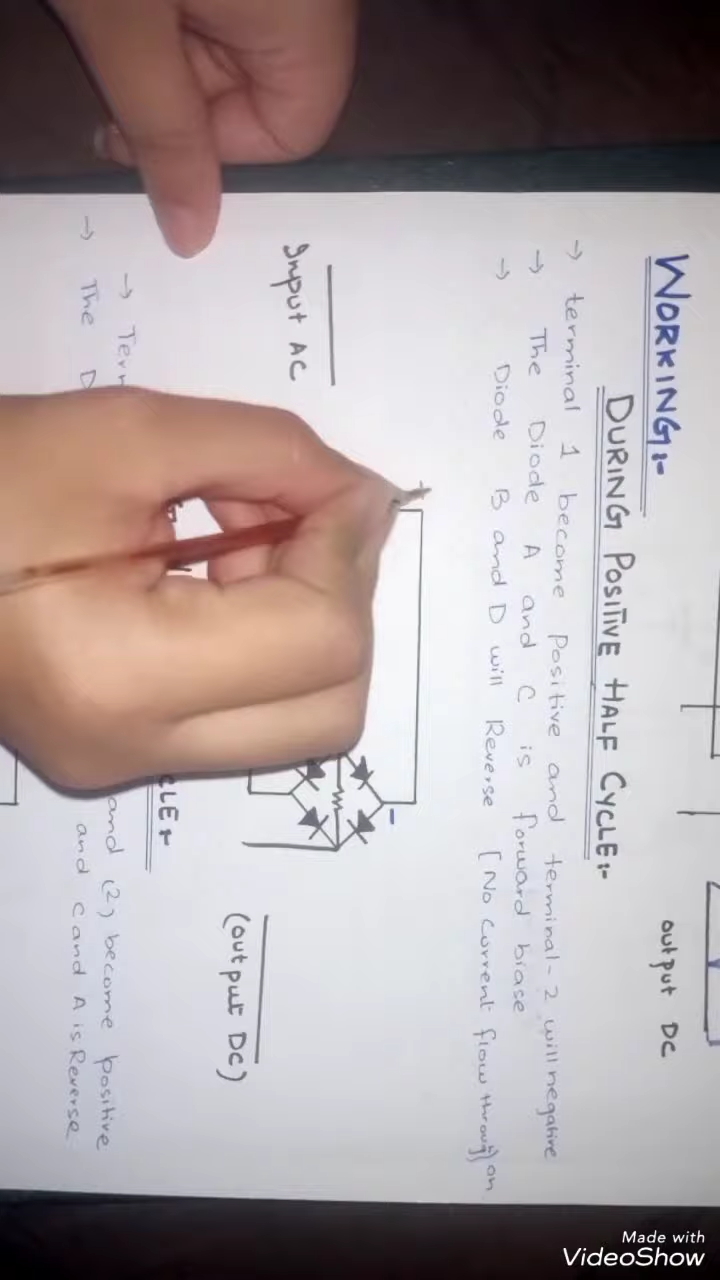 output DC
WORKING:-
DURING POSITIVE HALF CYCLE:-
→ terminal 1 become Positive and terminal-2 will negative
→ The Diode A and C is forward biase
→ Diode B and D will Reverse [No current flow through] on
+
-
Input AC
(output DC)
CLE:-
→ and (2) become positive
→ The and C and A is Reverse
Made with
VideoShow